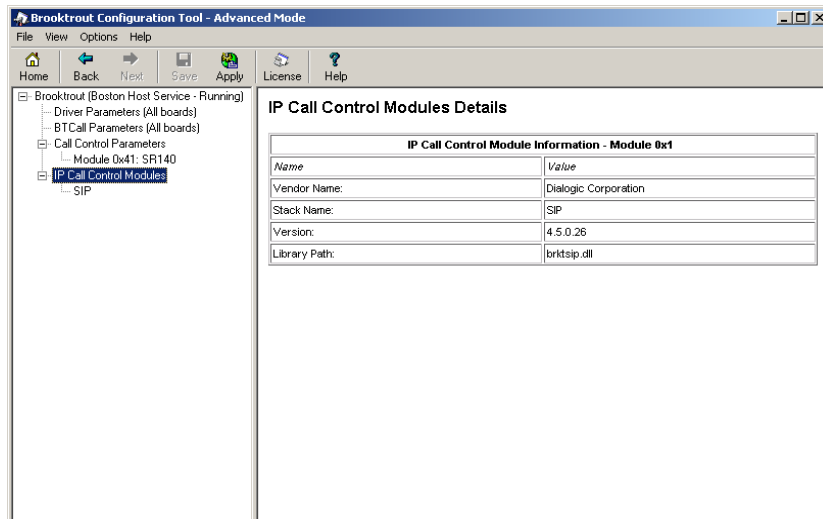 Brooktrout Configuration Tool - Advanced Mode
File View Options Help
Home Back Next Save Apply License Help
Brooktrout (Boston Host Service - Running)
Driver Parameters (All boards)
BTCall Parameters (All boards)
Call Control Parameters
Module 0x41: SR140
IP Call Control Modules
SIP
IP Call Control Modules Details
IP Call Control Module Information - Module 0x1
Name Value
Vendor Name: Dialogic Corporation
Stack Name: SIP
Version: 4.5.0.26
Library Path: brktsip.dll